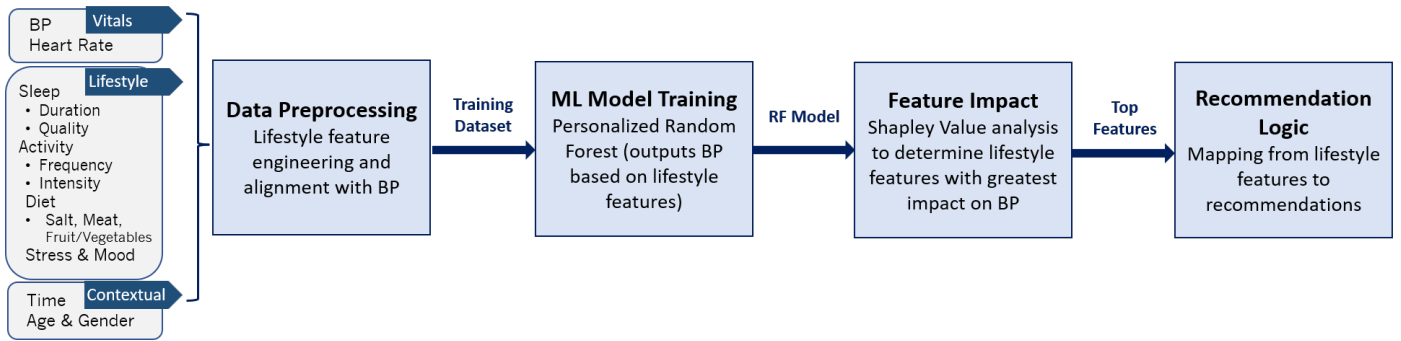 Vitals
BP
Heart Rate
Lifestyle
Sleep
• Duration
• Quality
Activity
• Frequency
• Intensity
Diet
• Salt, Meat,
Fruit/Vegetables
Stress & Mood
Contextual
Time
Age & Gender
Data Preprocessing
Lifestyle feature
engineering and
alignment with BP
Training
Dataset
ML Model Training
Personalized Random
Forest (outputs BP
based on lifestyle
features)
RF Model
Feature Impact
Shapley Value analysis
to determine lifestyle
features with greatest
impact on BP
Top
Features
Recommendation
Logic
Mapping from lifestyle
features to
recommendations